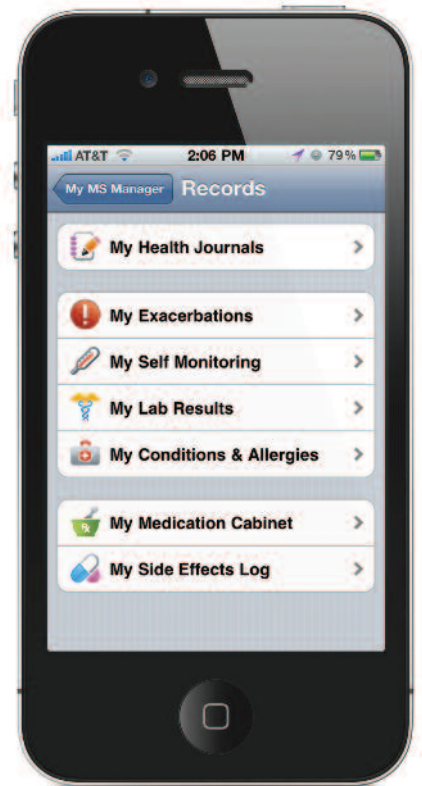 AT&T 2:06 PM 79%
My MS Manager Records
My Health Journals
My Exacerbations
My Self Monitoring
My Lab Results
My Conditions & Allergies
Rx My Medication Cabinet
My Side Effects Log